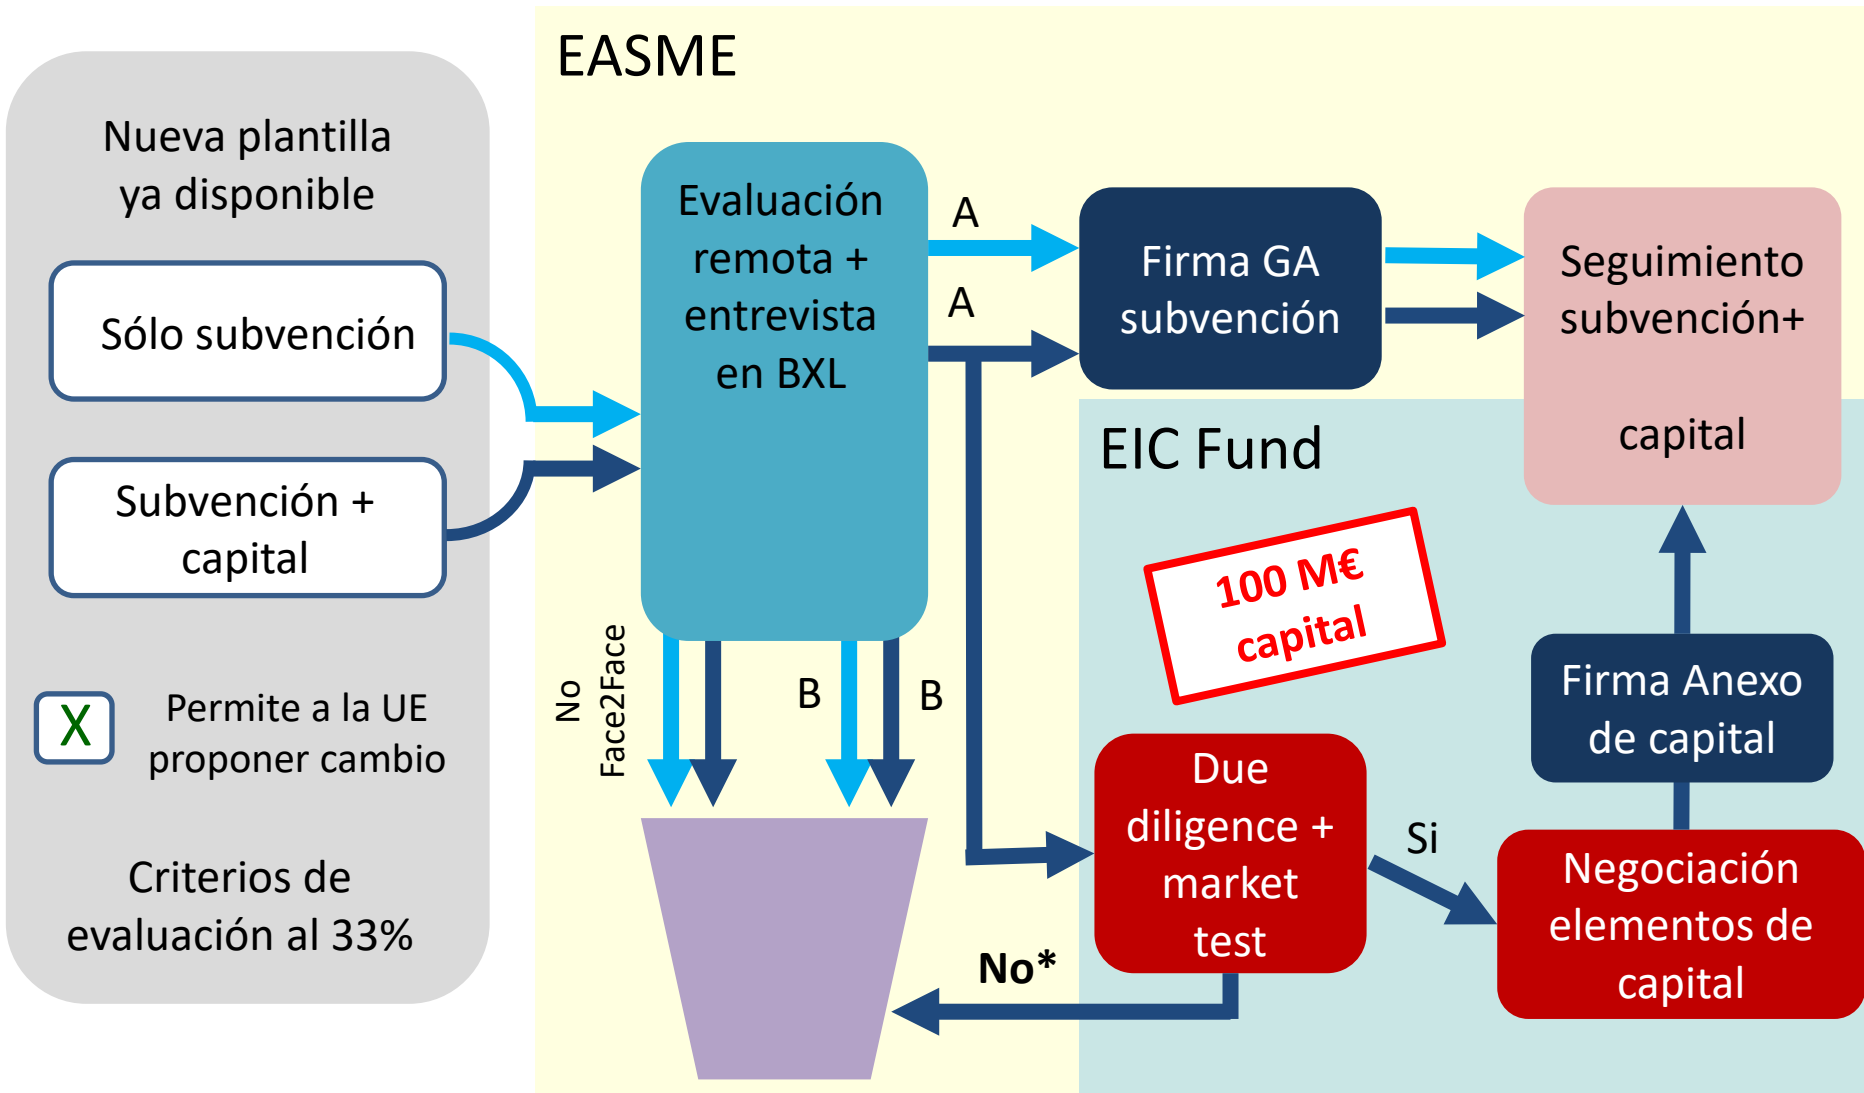 EASME
Nueva plantilla
ya disponible
Sólo subvención
Subvención +
capital
X
Permite a la UE
proponer cambio
Criterios de
evaluación al 33%
Evaluación
remota +
entrevista
en BXL
A
A
Firma GA
subvención
Seguimiento
subvención+
capital
No
Face2Face
B
B
EIC Fund
100 M€
capital
Due
diligence +
market
test
Si
No*
Firma Anexo
de capital
Negociación
elementos de
capital